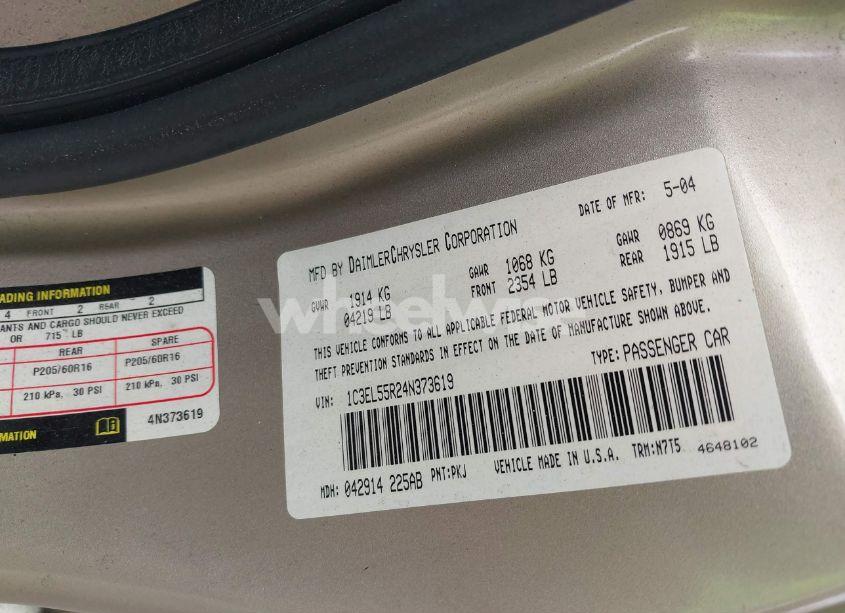 MFD BY DAIMLERCHRYSLER CORPORATION
DATE OF MFR: 5-04
GVWR 1914 KG 04219 LB
GAWR FRONT 1068 KG 2354 LB
GAWR REAR 0869 KG 1915 LB
THIS VEHICLE CONFORMS TO ALL APPLICABLE FEDERAL MOTOR VEHICLE SAFETY, BUMPER AND
THEFT PREVENTION STANDARDS IN EFFECT ON THE DATE OF MANUFACTURE SHOWN ABOVE.
VIN: 1C3EL55R24N373619
TYPE: PASSENGER CAR
MDH: 042914 225AB PNT:PKJ VEHICLE MADE IN U.S.A. TRM:N7T5 4648102
ADING INFORMATION
4 FRONT 2 REAR 2
ANTS AND CARGO SHOULD NEVER EXCEED
OR 715 LB
REAR SPARE
P205/60R16 P205/60R16
210 kPa, 30 PSI 210 kPa, 30 PSI
4N373619
RMATION